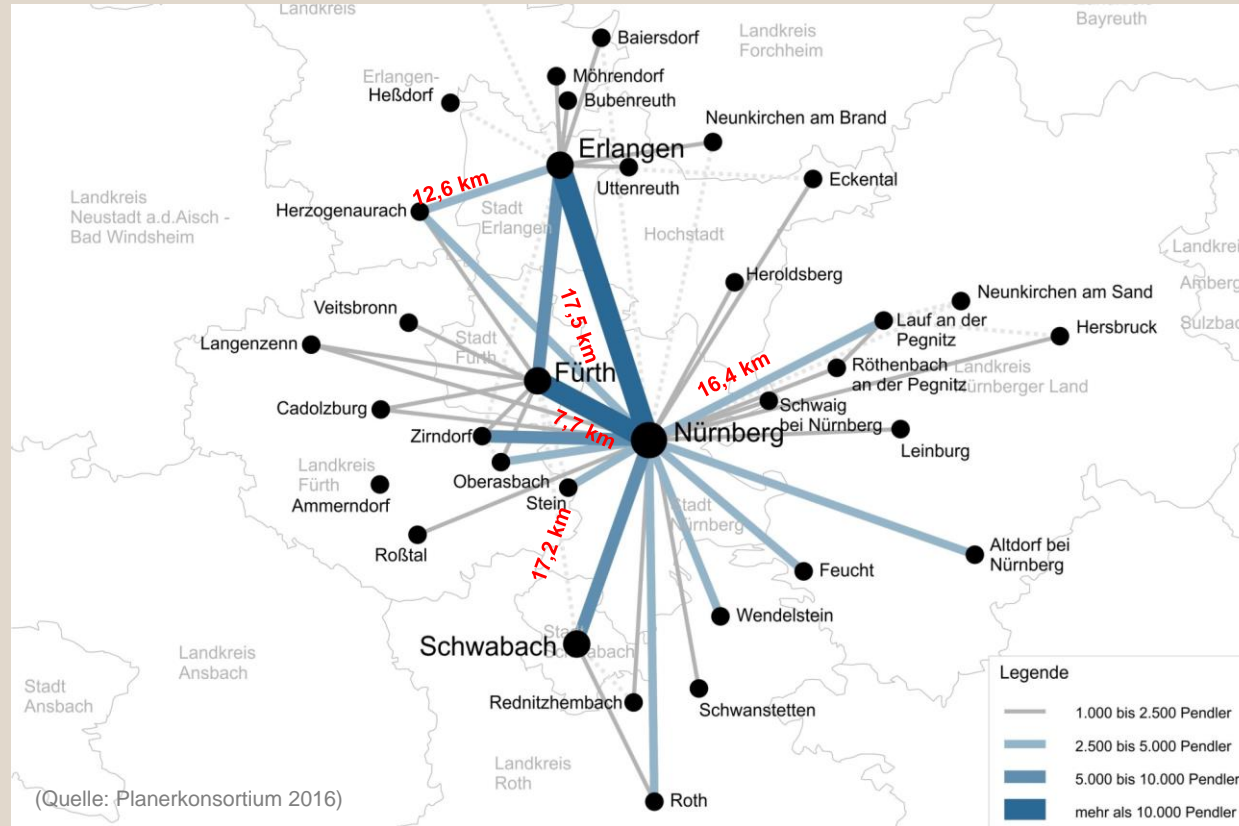 Landkreis
Landkreis
Bayreuth
Baiersdorf
Landkreis
Forchheim
Möhrendorf
Erlangen-
Heßdorf
Bubenreuth
Neunkirchen am Brand
Erlangen
Uttenreuth
Eckental
12,6 km
Landkreis
Neustadt a.d.Aisch -
Bad Windsheim
Herzogenaurach
Stadt
Erlangen
Hochstadt
Landkrei
Amberg
Sulzbac
Heroldsberg
Neunkirchen am Sand
Veitsbronn
17,5 km
Lauf an der
Pegnitz
Hersbruck
Langenzenn
Stadt
Fürth
Fürth
16,4 km
Röthenbach
an der Pegnitz
Landkreis
Nürnberger Land
Cadolzburg
7,7 km
Schwaig
bei Nürnberg
Zirndorf
Nürnberg
Leinburg
Landkreis
Fürth
Oberasbach
Ammerndorf
Stein
Stadt
Nürnberg
17,2 km
Roßtal
Feucht
Altdorf bei
Nürnberg
Wendelstein
Schwabach
Stadt
Schwabach
Landkreis
Ansbach
Stadt
Ansbach
Rednitzhembach
Schwanstetten
Landkreis
Roth
Roth
(Quelle: Planerkonsortium 2016)
Legende
1.000 bis 2.500 Pendler
2.500 bis 5.000 Pendler
5.000 bis 10.000 Pendler
mehr als 10.000 Pendler